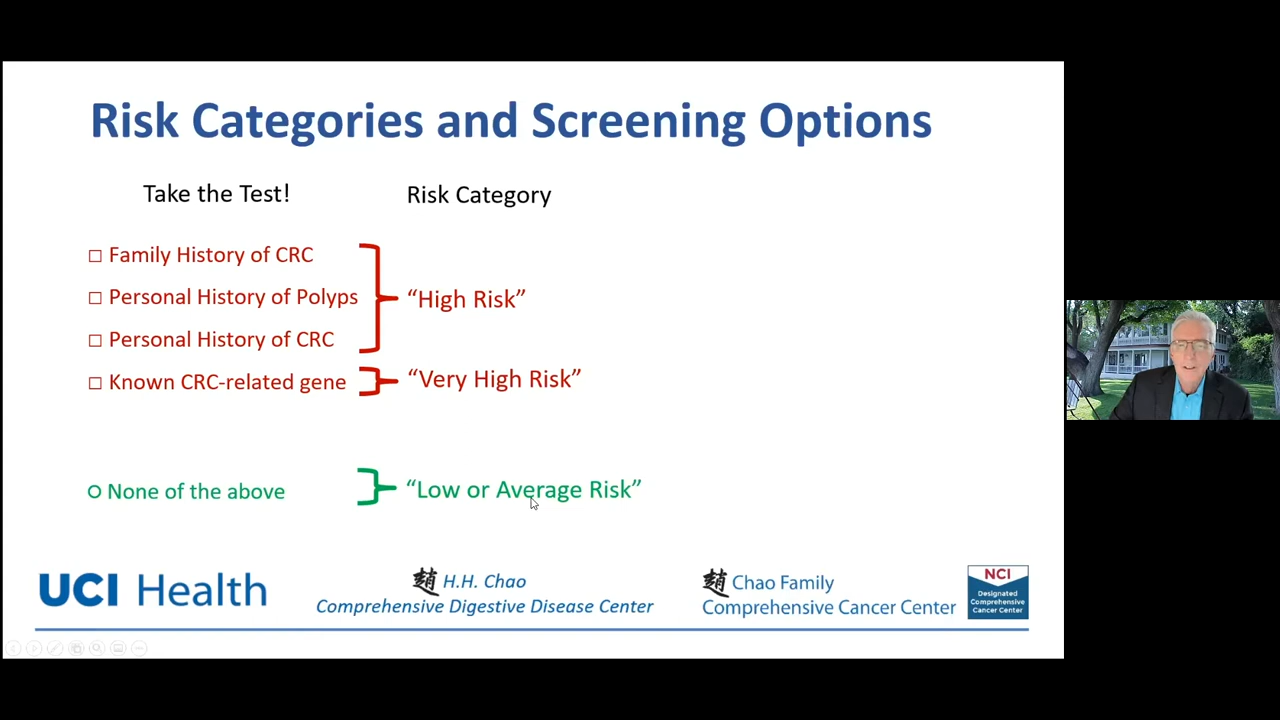 Risk Categories and Screening Options
Take the Test!
Risk Category
□ Family History of CRC
□ Personal History of Polyps
□ Personal History of CRC
“High Risk”
□ Known CRC-related gene
“Very High Risk”
○ None of the above
“Low or Average Risk”
UCI Health
趙 H.H. Chao
Comprehensive Digestive Disease Center
趙 Chao Family
Comprehensive Cancer Center
NCI
Designated
Comprehensive
Cancer Center